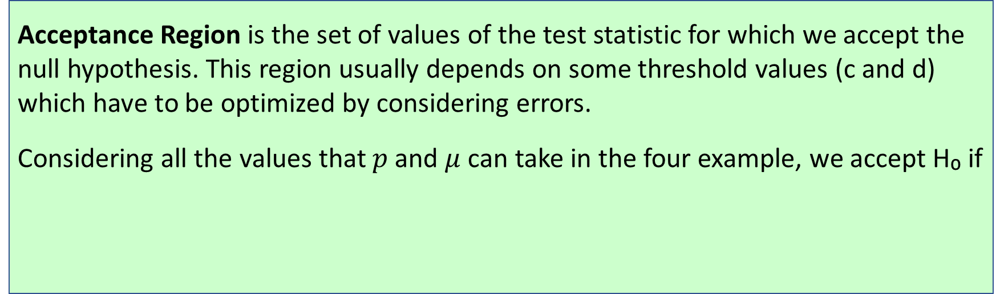 Acceptance Region is the set of values of the test statistic for which we accept the
null hypothesis. This region usually depends on some threshold values (c and d)
which have to be optimized by considering errors.
Considering all the values that 𝑝 and 𝜇 can take in the four example, we accept H₀ if